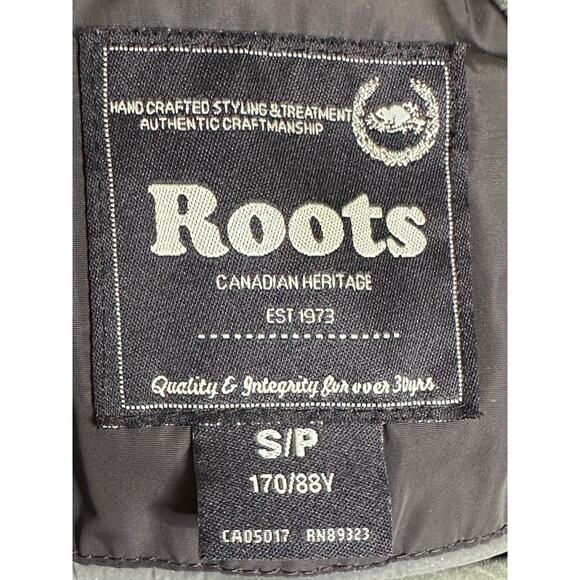 HAND CRAFTED STYLING & TREATMENT
AUTHENTIC CRAFTMANSHIP
Roots
CANADIAN HERITAGE
EST 1973
Quality & Integrity for over 30yrs
S/P
170/88Y
CA05017 RN89323